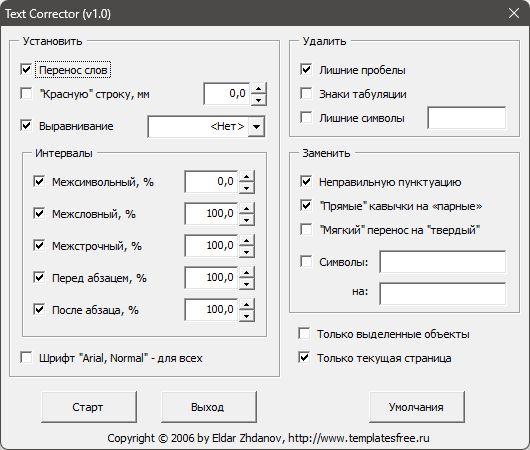 Text Corrector (v1.0)
Установить
Перенос слов
"Красную" строку, мм 0,0
Выравнивание <Нет>
Интервалы
Межсимвольный, % 0,0
Межсловный, % 100,0
Межстрочный, % 100,0
Перед абзацем, % 100,0
После абзаца, % 100,0
Шрифт "Arial, Normal" - для всех
Удалить
Лишние пробелы
Знаки табуляции
Лишние символы
Заменить
Неправильную пунктуацию
"Прямые" кавычки на «парные»
"Мягкий" перенос на "твердый"
Символы:
на:
Только выделенные объекты
Только текущая страница
Старт
Выход
Умолчания
Copyright © 2006 by Eldar Zhdanov, http://www.templatesfree.ru